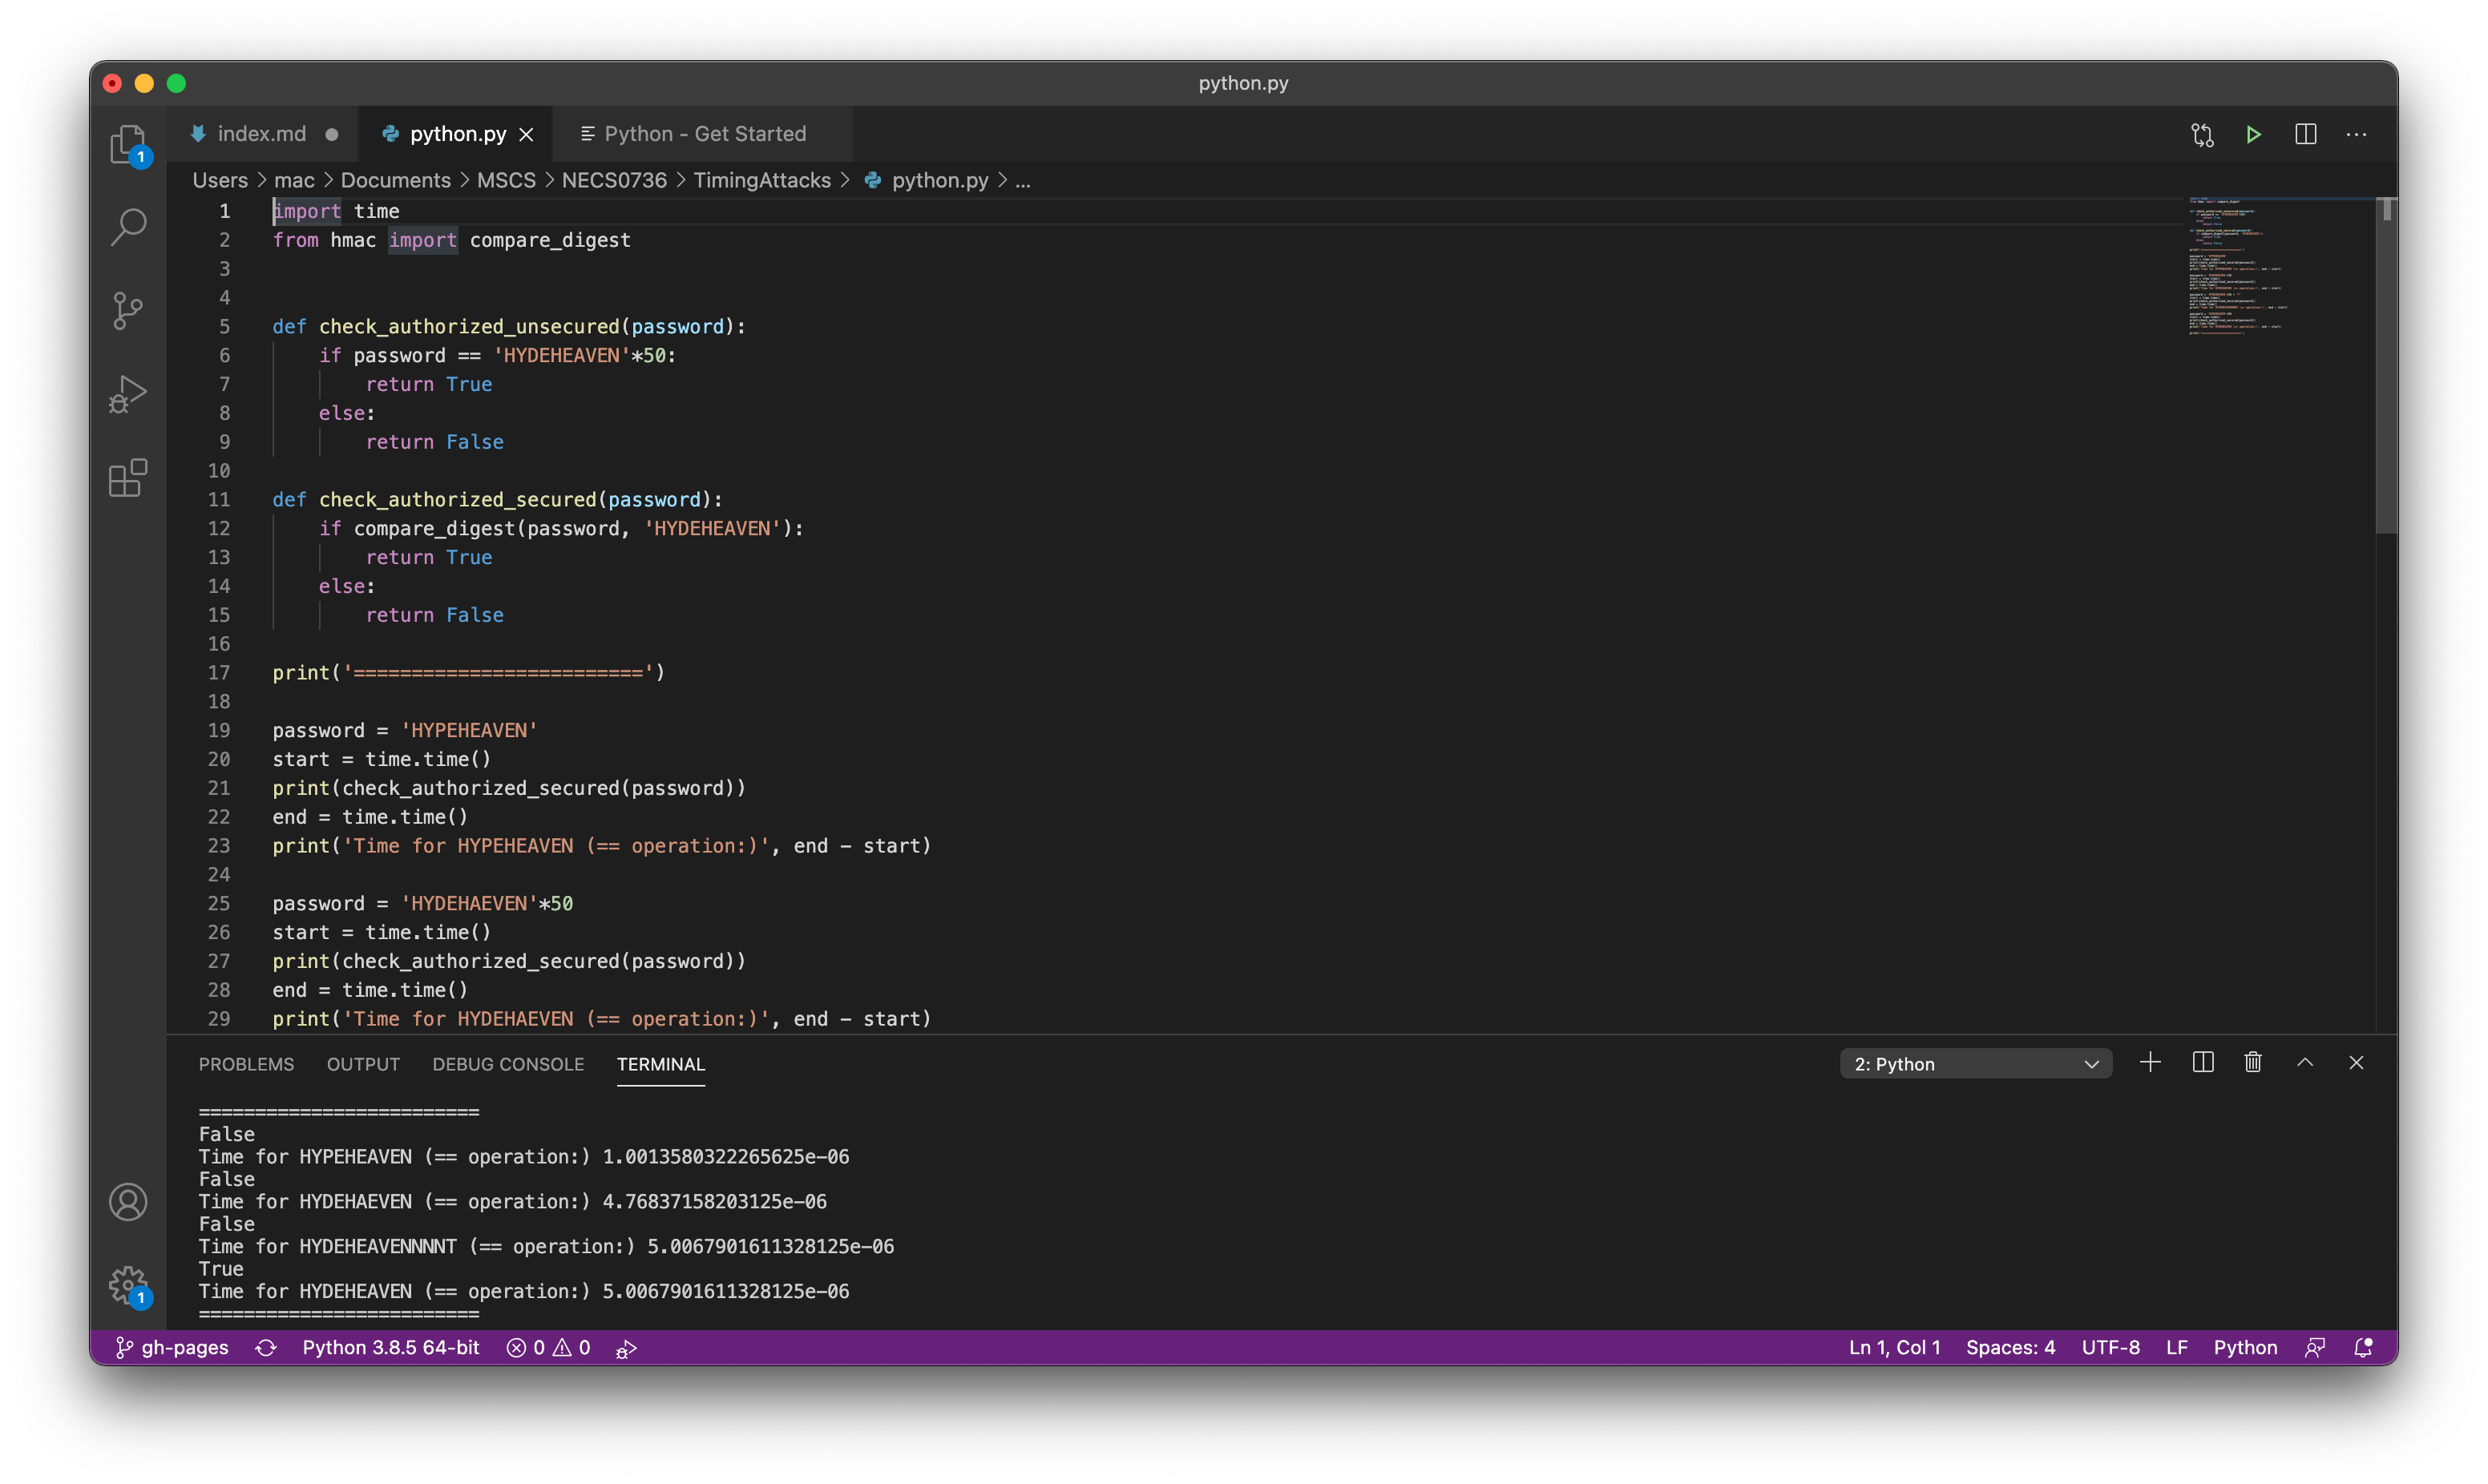 python.py
index.md
python.py
Python - Get Started
1
Users > mac > Documents > MSCS > NECS0736 > TimingAttacks > python.py > ...
1 import time
2 from hmac import compare_digest
3
4
5 def check_authorized_unsecured(password):
6     if password == 'HYDEHEAVEN'*50:
7         return True
8     else:
9         return False
10
11 def check_authorized_secured(password):
12     if compare_digest(password, 'HYDEHEAVEN'):
13         return True
14     else:
15         return False
16
17 print('=========================')
18
19 password = 'HYPEHEAVEN'
20 start = time.time()
21 print(check_authorized_secured(password))
22 end = time.time()
23 print('Time for HYPEHEAVEN (== operation:)', end - start)
24
25 password = 'HYDEHAEVEN'*50
26 start = time.time()
27 print(check_authorized_secured(password))
28 end = time.time()
29 print('Time for HYDEHAEVEN (== operation:)', end - start)
PROBLEMS OUTPUT DEBUG CONSOLE TERMINAL
2: Python
=========================
False
Time for HYPEHEAVEN (== operation:) 1.0013580322265625e-06
False
Time for HYDEHAEVEN (== operation:) 4.76837158203125e-06
False
Time for HYDEHEAVENNNNT (== operation:) 5.0067901611328125e-06
True
Time for HYDEHEAVEN (== operation:) 5.0067901611328125e-06
=========================
1
gh-pages Python 3.8.5 64-bit 0 0 Ln 1, Col 1 Spaces: 4 UTF-8 LF Python